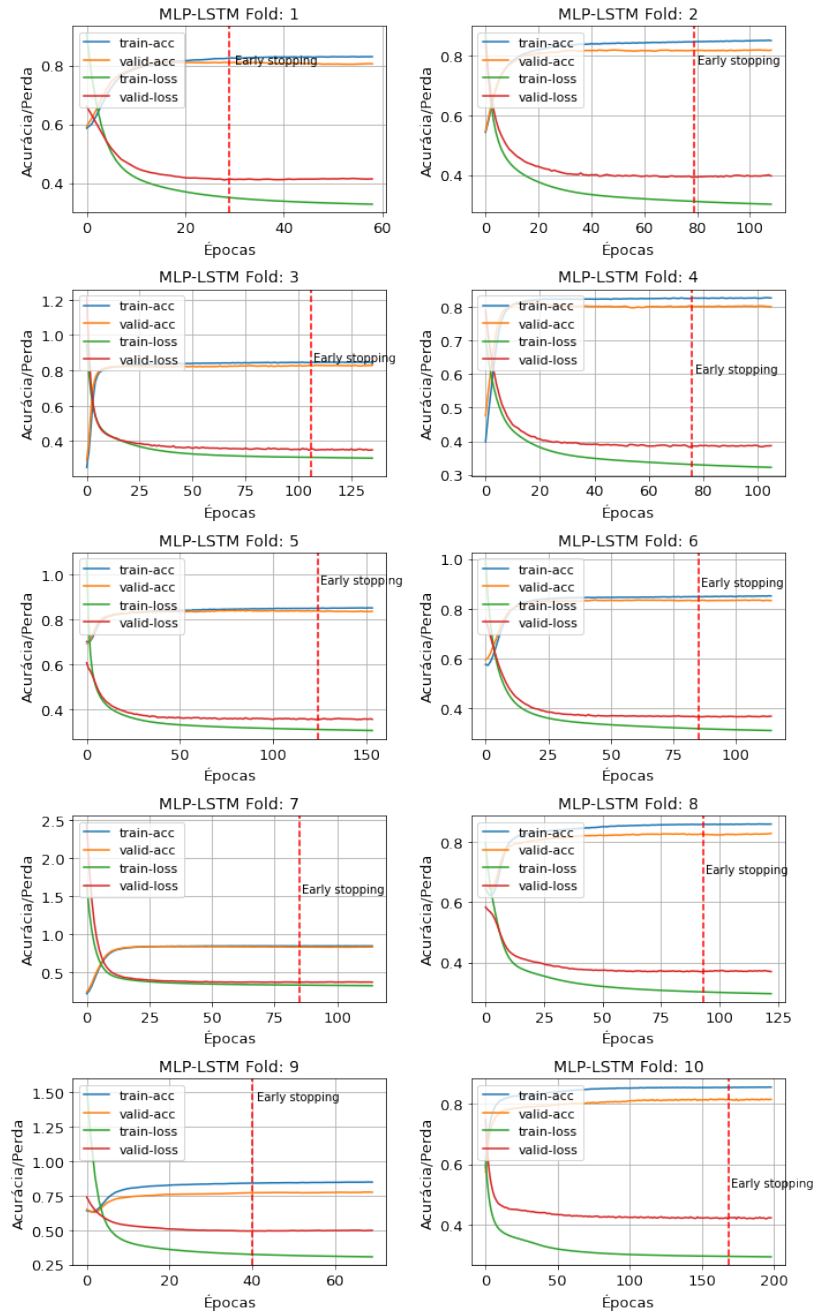 MLP-LSTM Fold: 1
train-acc
valid-acc
train-loss
valid-loss
Early stopping
0.8
0.6
0.4
Acurácia/Perda
0 20 40 60
Épocas
MLP-LSTM Fold: 2
train-acc
valid-acc
train-loss
valid-loss
Early stopping
0.8
0.6
0.4
Acurácia/Perda
0 20 40 60 80 100
Épocas
MLP-LSTM Fold: 3
train-acc
valid-acc
train-loss
valid-loss
Early stopping
1.2
1.0
0.8
0.6
0.4
Acurácia/Perda
0 25 50 75 100 125
Épocas
MLP-LSTM Fold: 4
train-acc
valid-acc
train-loss
valid-loss
Early stopping
0.8
0.7
0.6
0.5
0.4
0.3
Acurácia/Perda
0 20 40 60 80 100
Épocas
MLP-LSTM Fold: 5
train-acc
valid-acc
train-loss
valid-loss
Early stopping
1.0
0.8
0.6
0.4
Acurácia/Perda
0 50 100 150
Épocas
MLP-LSTM Fold: 6
train-acc
valid-acc
train-loss
valid-loss
Early stopping
1.0
0.8
0.6
0.4
Acurácia/Perda
0 25 50 75 100
Épocas
MLP-LSTM Fold: 7
train-acc
valid-acc
train-loss
valid-loss
Early stopping
2.5
2.0
1.5
1.0
0.5
Acurácia/Perda
0 25 50 75 100
Épocas
MLP-LSTM Fold: 8
train-acc
valid-acc
train-loss
valid-loss
Early stopping
0.8
0.6
0.4
Acurácia/Perda
0 25 50 75 100 125
Épocas
MLP-LSTM Fold: 9
train-acc
valid-acc
train-loss
valid-loss
Early stopping
1.50
1.25
1.00
0.75
0.50
0.25
Acurácia/Perda
0 20 40 60
Épocas
MLP-LSTM Fold: 10
train-acc
valid-acc
train-loss
valid-loss
Early stopping
0.8
0.6
0.4
Acurácia/Perda
0 50 100 150 200
Épocas